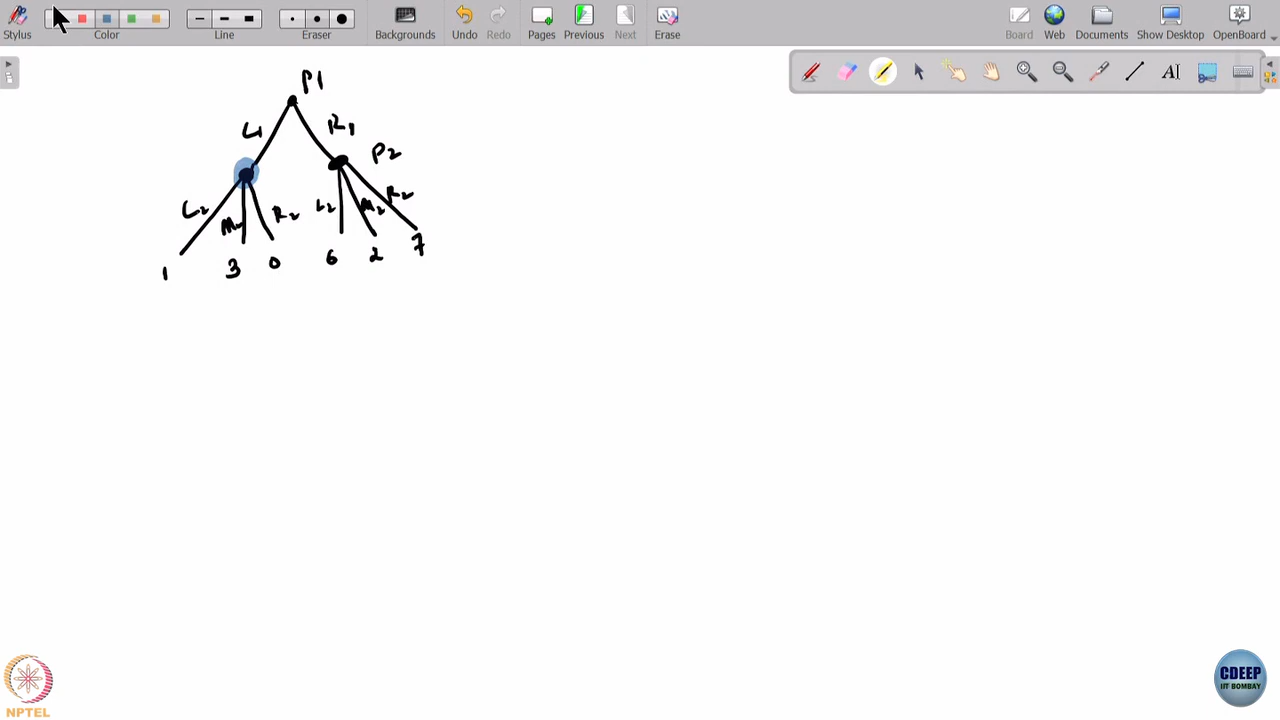 Stylus Color Line Eraser Backgrounds Undo Redo Pages Previous Next Erase Board Web Documents Show Desktop OpenBoard
P1
L1 R1
P2
L2 M2 R2 L2 M2 R2
1 3 0 6 2 7
NPTEL
CDEEP
IIT BOMBAY